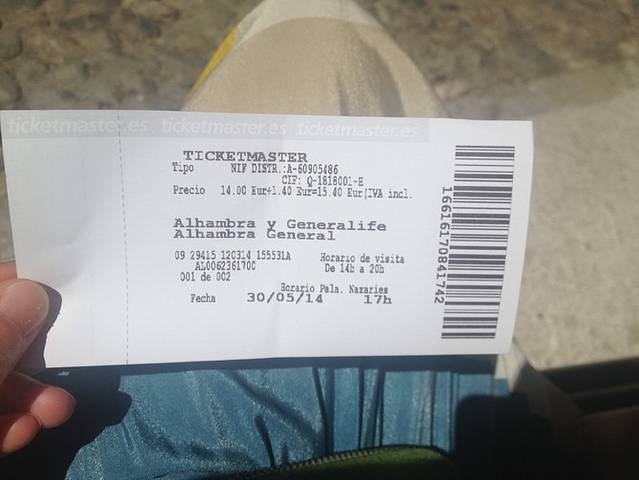 ticketmaster.es ticketmaster.es ticketmaster.es
TICKETMASTER
Tipo NIF DISTR.:A-60905486
CIF: Q-1818001-E
Precio 14.00 Eur+1.40 Eur=15.40 Eur(IVA incl.
Alhambra y Generalife
Alhambra General
09 29415 120314 155531A Horario de visita
AL00623617OC De 14h a 20h
001 de 002
Horario Pala. Nazaries
Fecha 30/05/14 17h
16616170841742